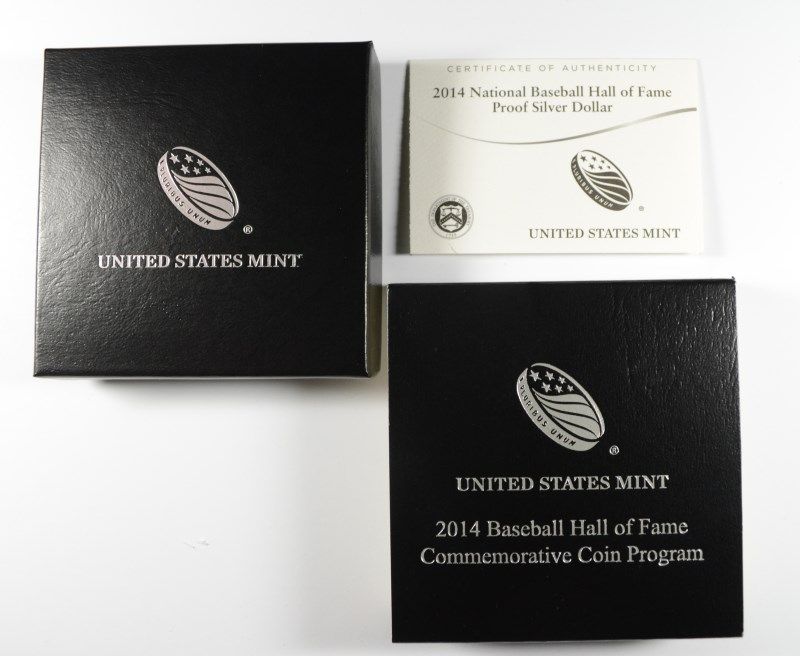 E PLURIBUS UNUM
®
UNITED STATES MINT
CERTIFICATE OF AUTHENTICITY
2014 National Baseball Hall of Fame
Proof Silver Dollar
E PLURIBUS UNUM
®
UNITED STATES MINT
E PLURIBUS UNUM
®
UNITED STATES MINT
2014 Baseball Hall of Fame
Commemorative Coin Program